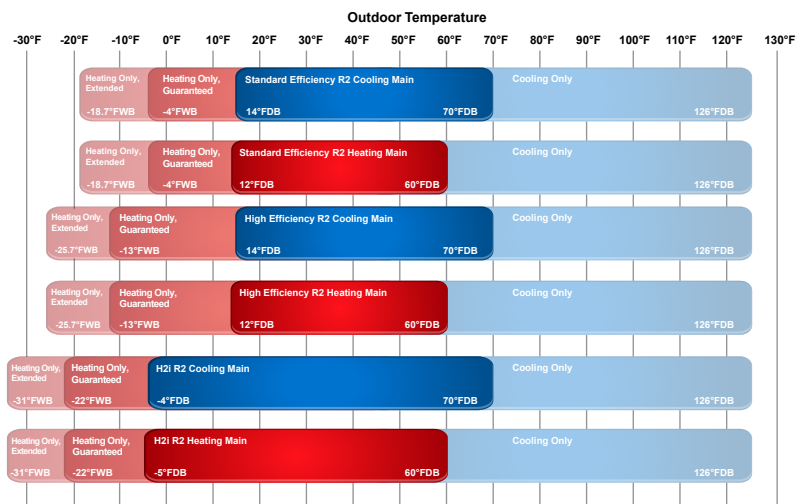 Outdoor Temperature
-30°F -20°F -10°F 0°F 10°F 20°F 30°F 40°F 50°F 60°F 70°F 80°F 90°F 100°F 110°F 120°F 130°F
Heating Only,
Extended
-18.7°FWB
Heating Only,
Guaranteed
-4°FWB
Standard Efficiency R2 Cooling Main
14°FDB 70°FDB
Cooling Only
126°FDB
Heating Only,
Extended
-18.7°FWB
Heating Only,
Guaranteed
-4°FWB
Standard Efficiency R2 Heating Main
12°FDB 60°FDB
Cooling Only
126°FDB
Heating Only,
Extended
-25.7°FWB
Heating Only,
Guaranteed
-13°FWB
High Efficiency R2 Cooling Main
14°FDB 70°FDB
Cooling Only
126°FDB
Heating Only,
Extended
-25.7°FWB
Heating Only,
Guaranteed
-13°FWB
High Efficiency R2 Heating Main
12°FDB 60°FDB
Cooling Only
126°FDB
Heating Only,
Extended
-31°FWB
Heating Only,
Guaranteed
-22°FWB
H2i R2 Cooling Main
-4°FDB 70°FDB
Cooling Only
126°FDB
Heating Only,
Extended
-31°FWB
Heating Only,
Guaranteed
-22°FWB
H2i R2 Heating Main
-5°FDB 60°FDB
Cooling Only
126°FDB